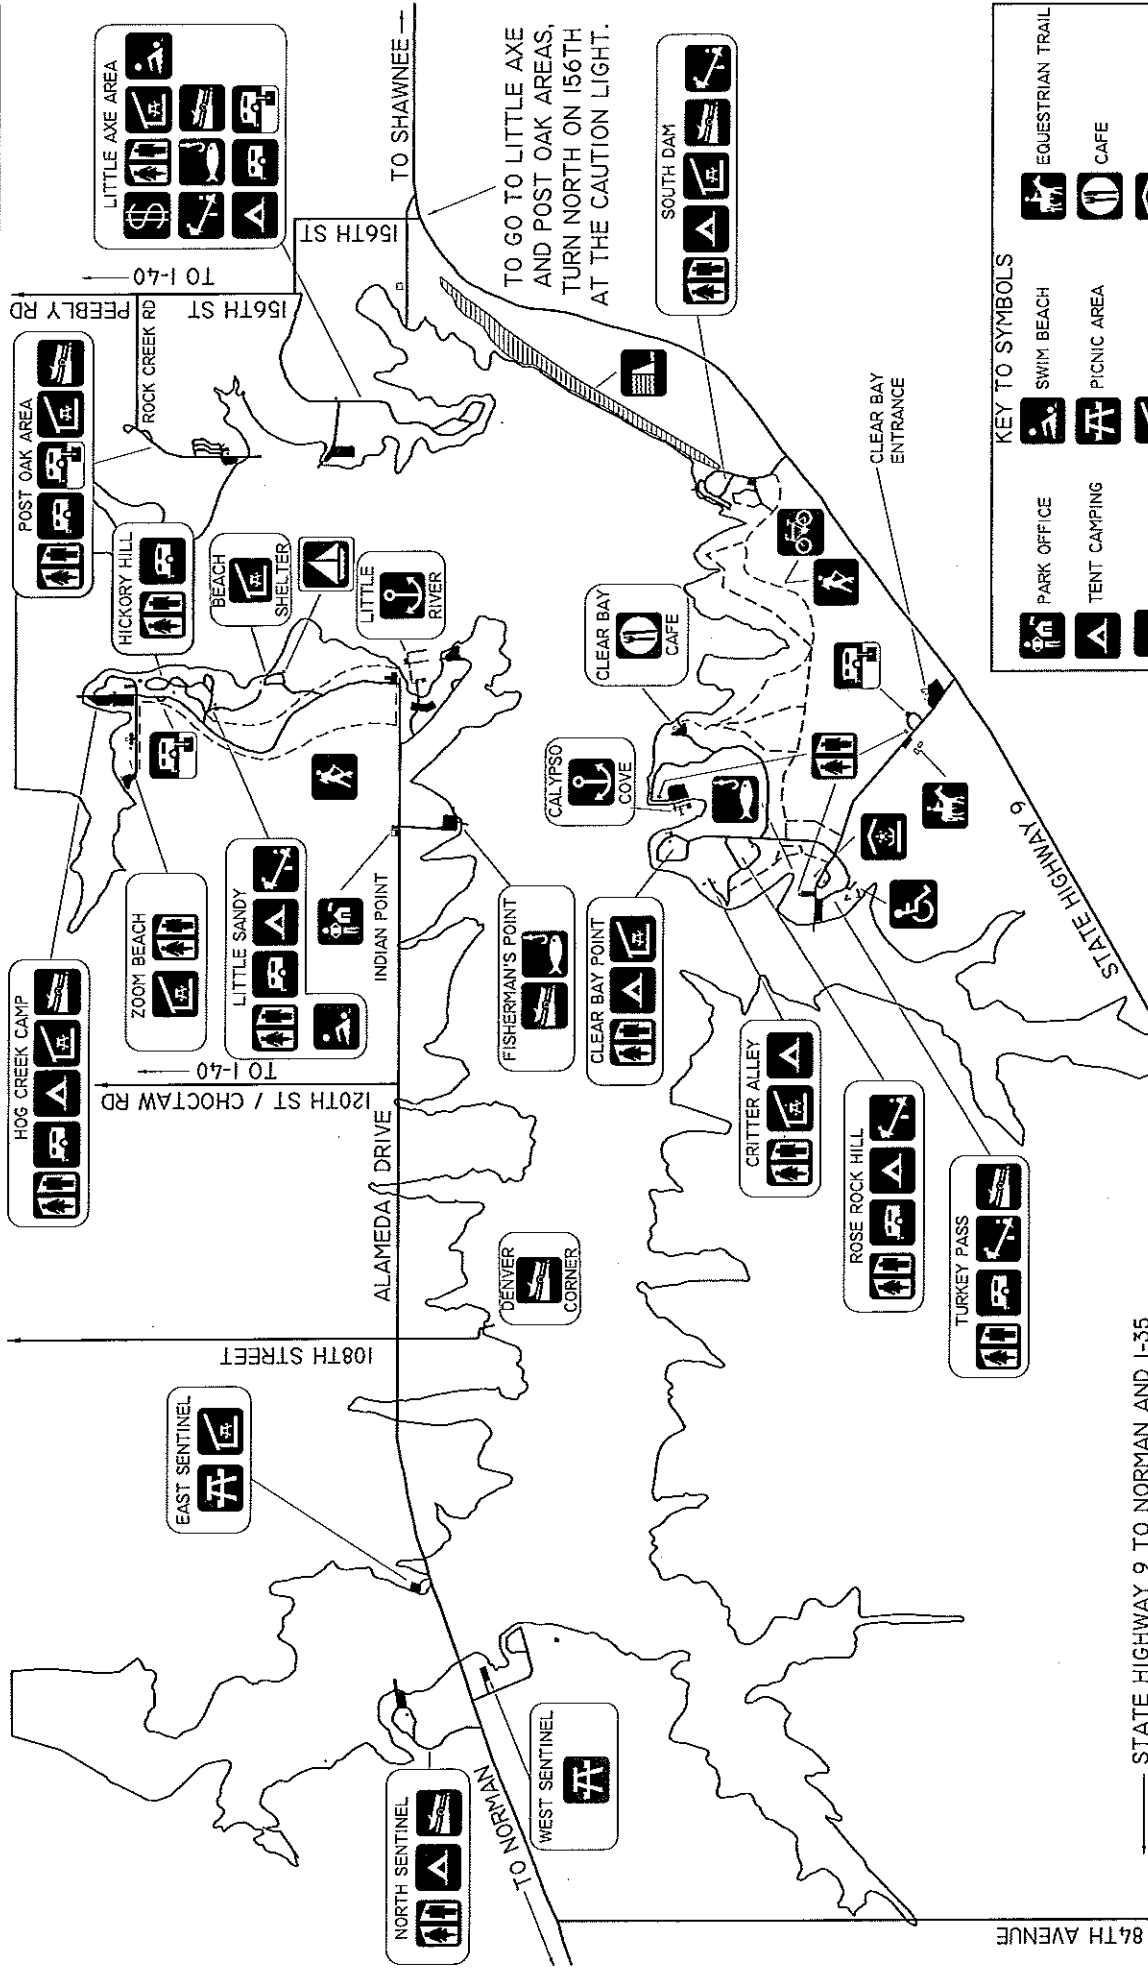 HOG CREEK CAMP
POST OAK AREA
PEEBLY RD
TO I-40
LITTLE AXE AREA
$
ROCK CREEK RD
156TH ST
156TH ST
HICKORY HILL
ZOOM BEACH
BEACH
SHELTER
LITTLE
RIVER
TO SHAWNEE
TO GO TO LITTLE AXE
AND POST OAK AREAS,
TURN NORTH ON 156TH
AT THE CAUTION LIGHT.
LITTLE SANDY
INDIAN POINT
TO I-40
120TH ST / CHOCTAW RD
108TH STREET
EAST SENTINEL
ALAMEDA DRIVE
NORTH SENTINEL
TO NORMAN
WEST SENTINEL
DENVER
CORNER
FISHERMAN'S POINT
CLEAR BAY POINT
CALYPSO
COVE
CLEAR BAY
CAFE
SOUTH DAM
CRITTER ALLEY
ROSE ROCK HILL
TURKEY PASS
CLEAR BAY
ENTRANCE
STATE HIGHWAY 9
84TH AVENUE
STATE HIGHWAY 9 TO NORMAN AND I-35
KEY TO SYMBOLS
PARK OFFICE
SWIM BEACH
EQUESTRIAN TRAIL
TENT CAMPING
PICNIC AREA
CAFE